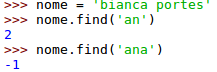 >>> nome = 'bianca portes'
>>> nome.find('an')
2
>>> nome.find('ana')
-1